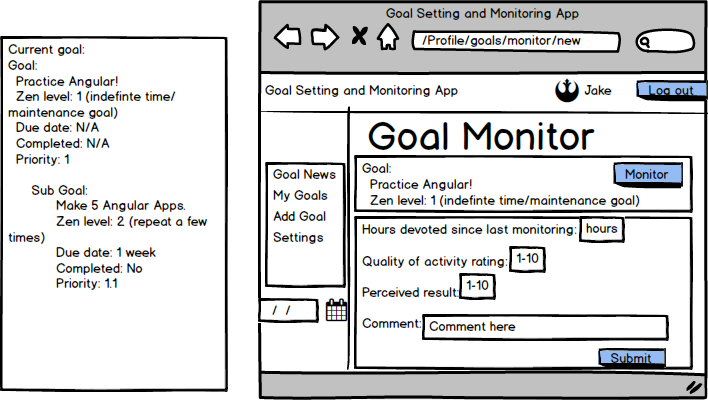 Current goal:
Goal:
Practice Angular!
Zen level: 1 (indefinte time/
maintenance goal)
Due date: N/A
Completed: N/A
Priority: 1
Sub Goal:
Make 5 Angular Apps.
Zen level: 2 (repeat a few
times)
Due date: 1 week
Completed: No
Priority: 1.1
Goal Setting and Monitoring App
/Profile/goals/monitor/new
Goal Setting and Monitoring App
Jake
Log out
Goal Monitor
Goal News
My Goals
Add Goal
Settings
/ /
Goal:
Practice Angular!
Zen level: 1 (indefinte time/maintenance goal)
Monitor
Hours devoted since last monitoring: hours
Quality of activity rating: 1-10
Perceived result: 1-10
Comment: Comment here
Submit